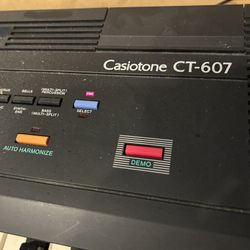 Casiotone CT-607
BELLS
(MULTI-SPLIT)
PERCUSSION
SYNTH-
ENS
BASS
(MULTI-SPLIT)
SELECT
AUTO HARMONIZE
DEMO